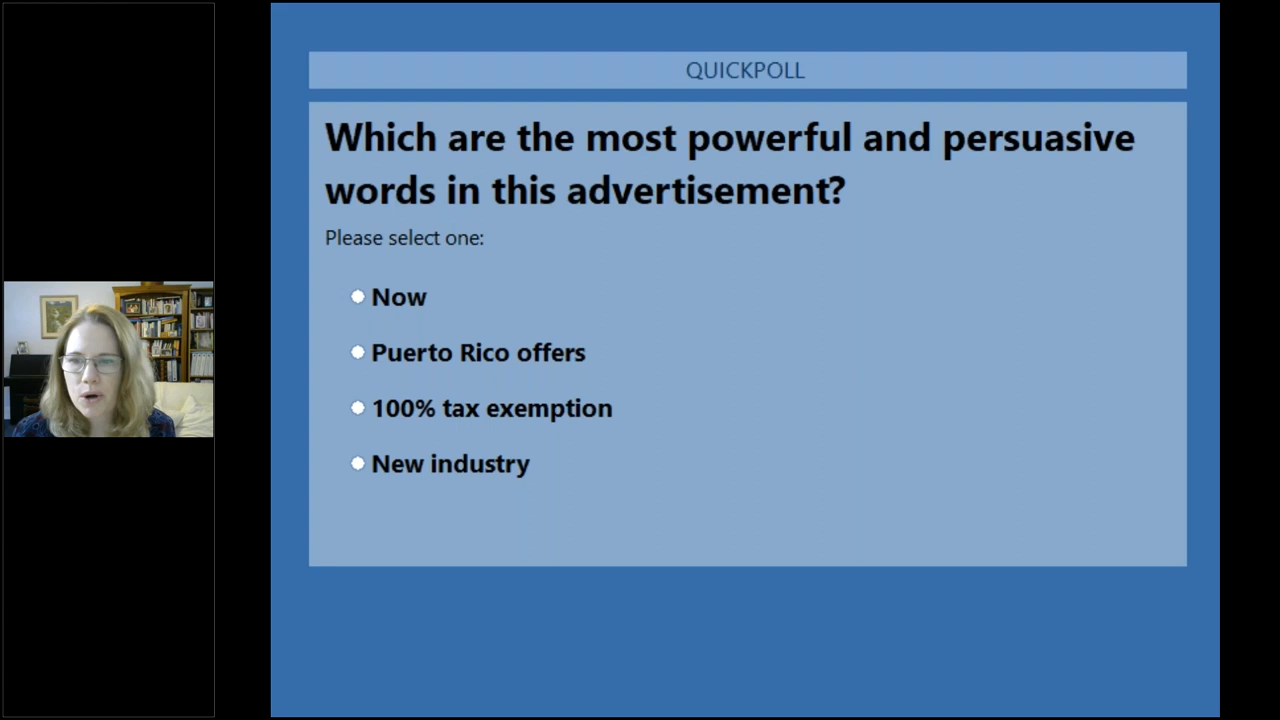 QUICKPOLL
Which are the most powerful and persuasive
words in this advertisement?
Please select one:
Now
Puerto Rico offers
100% tax exemption
New industry